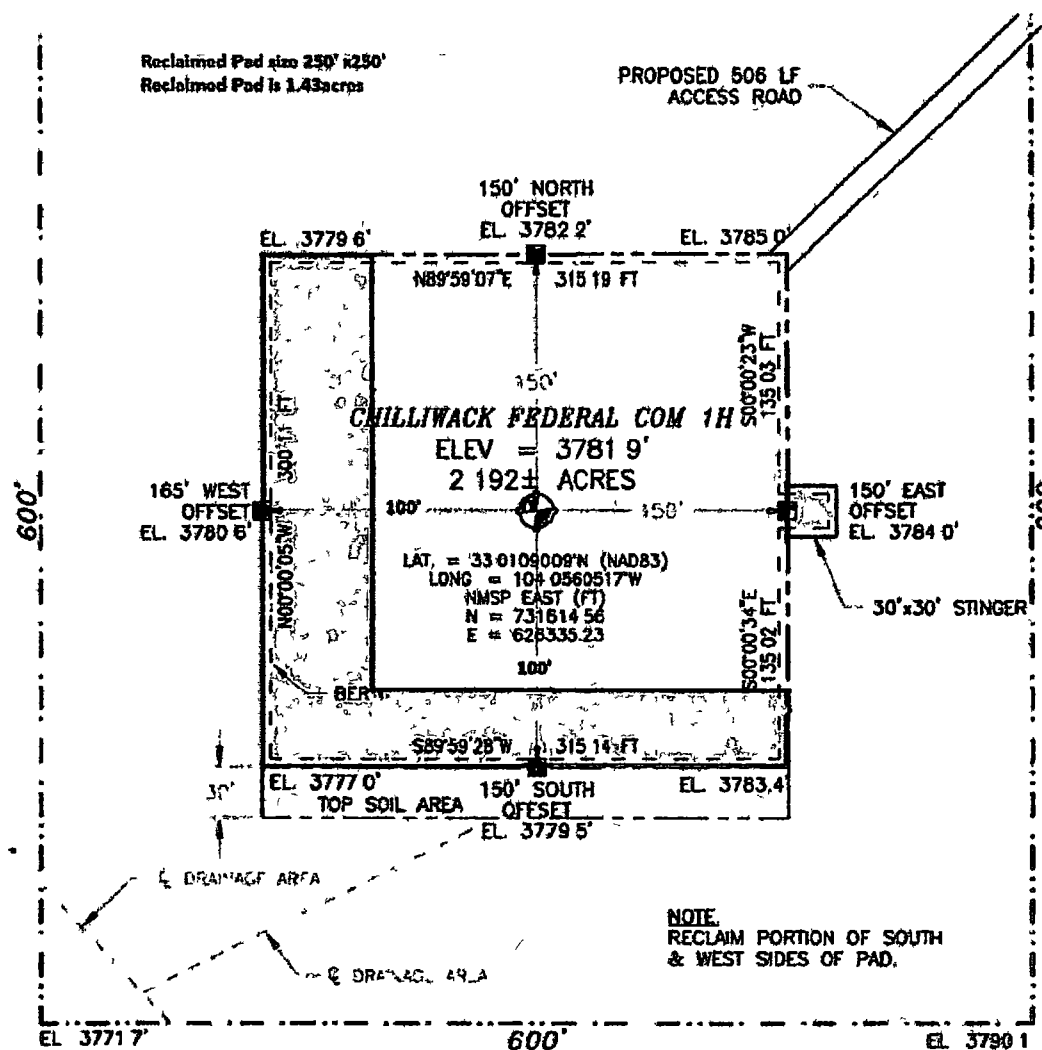 Reclaimed Pad size 250' x250'
Reclaimed Pad is 1.43acres
PROPOSED 506 LF
ACCESS ROAD
150' NORTH
OFFSET
EL. 3782 2'
EL. 3779 6'
EL. 3785 0'
N89°59'07"E 315 19 FT
S00°00'23"W
135 03 FT
150'
CHILLIWACK FEDERAL COM 1H
ELEV = 3781 9'
2 192± ACRES
600'
165' WEST
OFFSET
EL. 3780 6'
N00°00'05"W 300 11 FT
100'
150'
150' EAST
OFFSET
EL. 3784 0'
LAT. = 33 0109009°N (NAD83)
LONG = 104 0560517°W
NMSP EAST (FT)
N = 731614 56
E = 626335.23
30'x30' STINGER
S00°00'34"E
135 02 FT
100'
S89°59'28"W 315 14 FT
EL. 3777 0'
EL. 3783.4
30'
TOP SOIL AREA
150' SOUTH
OFFSET
EL. 3779 5'
℄ DRAINAGE AREA
℄ DRAINAGE AREA
NOTE.
RECLAIM PORTION OF SOUTH
& WEST SIDES OF PAD.
EL 3771 7'
600'
EL. 3790 1